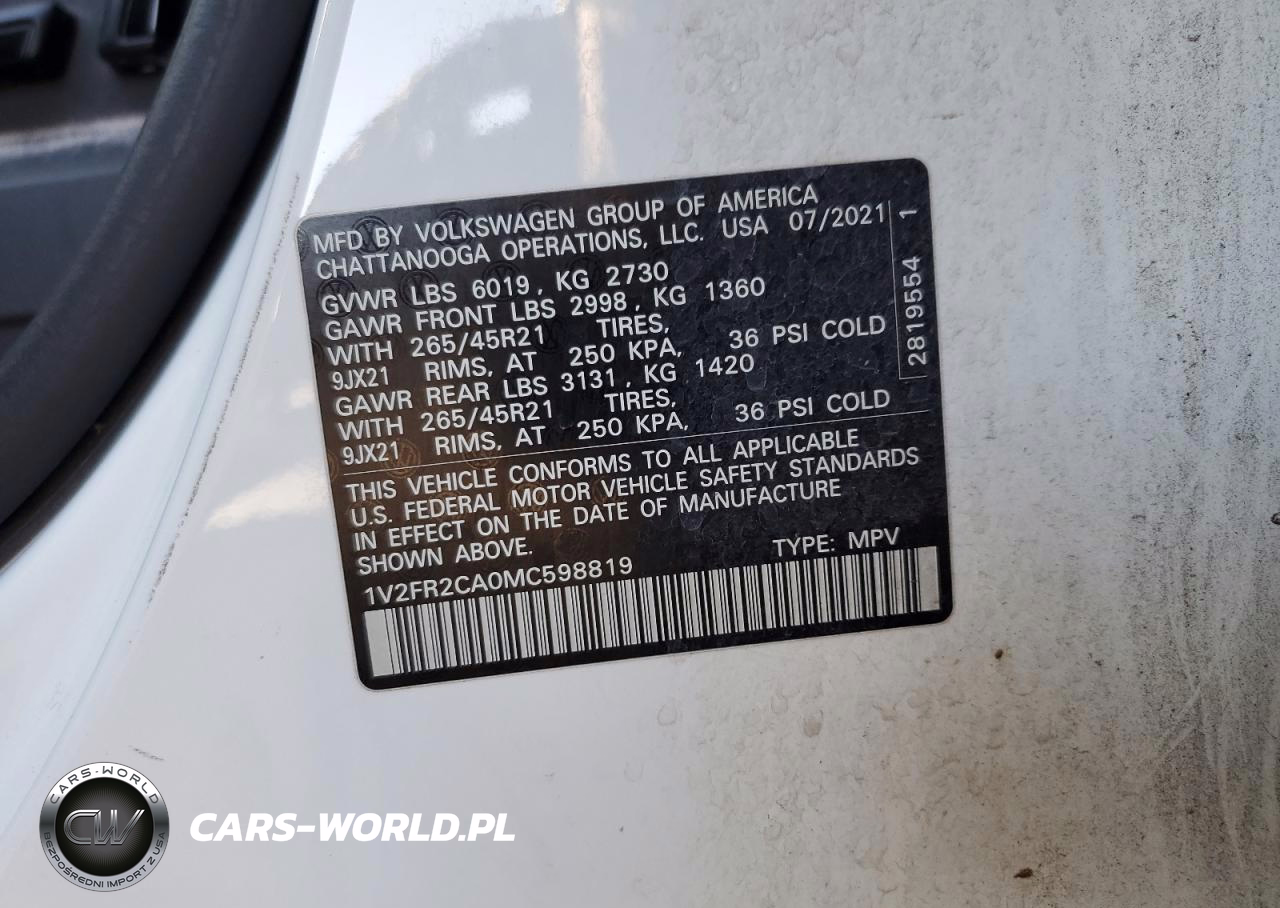 MFD BY VOLKSWAGEN GROUP OF AMERICA
CHATTANOOGA OPERATIONS, LLC. USA 07/2021
GVWR LBS 6019, KG 2730
GAWR FRONT LBS 2998, KG 1360
WITH 265/45R21 TIRES,
9JX21 RIMS, AT 250 KPA, 36 PSI COLD
GAWR REAR LBS 3131, KG 1420
WITH 265/45R21 TIRES,
9JX21 RIMS, AT 250 KPA, 36 PSI COLD
THIS VEHICLE CONFORMS TO ALL APPLICABLE
U.S. FEDERAL MOTOR VEHICLE SAFETY STANDARDS
IN EFFECT ON THE DATE OF MANUFACTURE
SHOWN ABOVE.
TYPE: MPV
1V2FR2CA0MC598819
2819554 1
CARS-WORLD
CW
BEZPOŚREDNI IMPORT Z USA
CARS-WORLD.PL